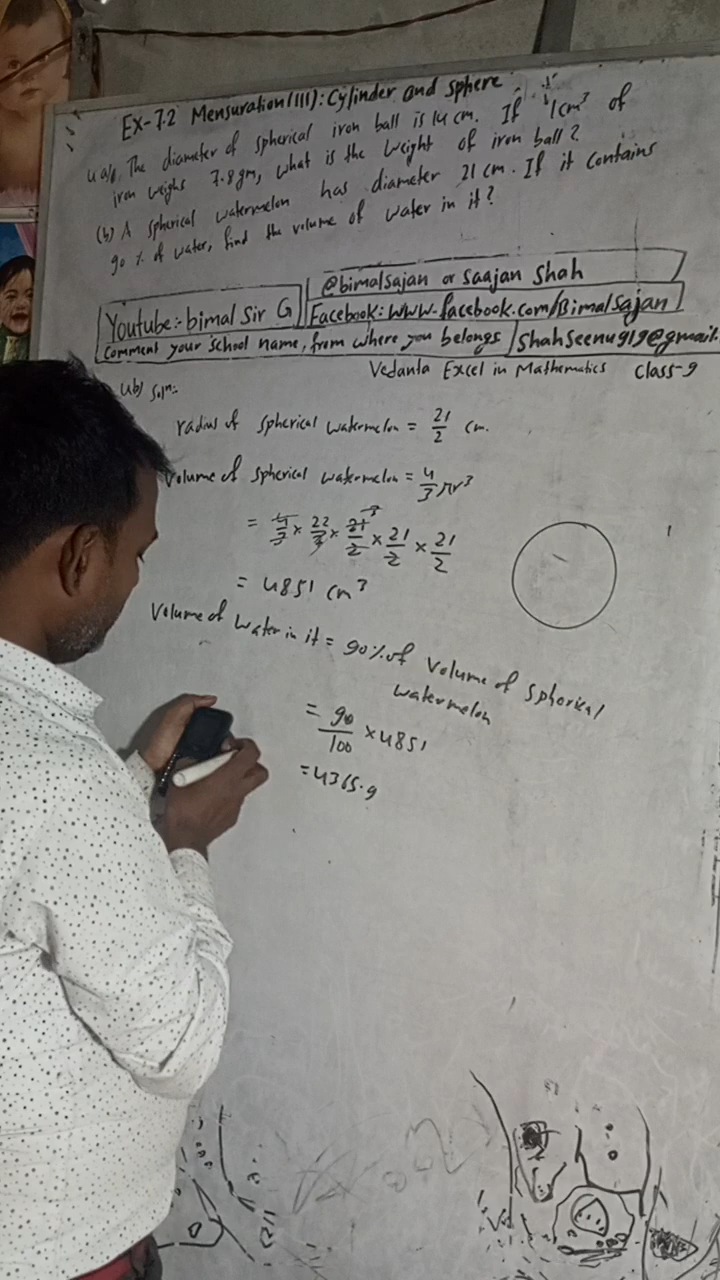 Ex-7.2 Mensuration(III): Cylinder and sphere
4 a) The diameter of spherical iron ball is 14 cm. If 1cm³ of
iron weighs 7.8 gm, what is the weight of iron ball?
(b) A spherical watermelon has diameter 21 cm. If it contains
90 % of water, find the volume of water in it?
@bimalsajan or saajan shah
Youtube:- bimal sir G
Facebook: www.facebook.com/Bimalsajan
Comment your school name, from where you belongs
shahseenu919@gmail.
Vedanta Excel in Mathematics class-9
4b) Solⁿ:-
radius of spherical watermelon = 21/2 cm.
Volume of spherical watermelon = 4/3 πr³
= 4/3 × 22/7 × 21/2 × 21/2 × 21/2
= 4851 cm³
Volume of water in it = 90% of volume of spherical
watermelon
= 90/100 × 4851
= 4365.9